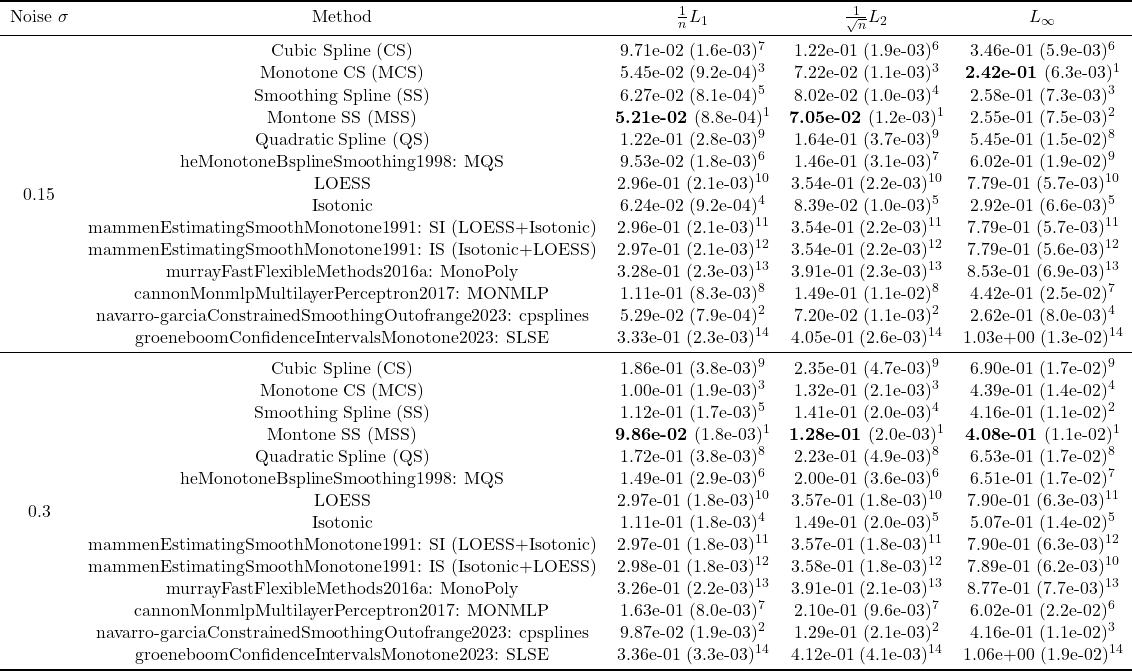 Noise σ Method 1/n L₁ 1/√n L₂ L∞
Cubic Spline (CS) 9.71e-02 (1.6e-03)⁷ 1.22e-01 (1.9e-03)⁶ 3.46e-01 (5.9e-03)⁶
Monotone CS (MCS) 5.45e-02 (9.2e-04)³ 7.22e-02 (1.1e-03)³ 2.42e-01 (6.3e-03)¹
Smoothing Spline (SS) 6.27e-02 (8.1e-04)⁵ 8.02e-02 (1.0e-03)⁴ 2.58e-01 (7.3e-03)³
Montone SS (MSS) 5.21e-02 (8.8e-04)¹ 7.05e-02 (1.2e-03)¹ 2.55e-01 (7.5e-03)²
Quadratic Spline (QS) 1.22e-01 (2.8e-03)⁹ 1.64e-01 (3.7e-03)⁹ 5.45e-01 (1.5e-02)⁸
heMonotoneBsplineSmoothing1998: MQS 9.53e-02 (1.8e-03)⁶ 1.46e-01 (3.1e-03)⁷ 6.02e-01 (1.9e-02)⁹
LOESS 2.96e-01 (2.1e-03)¹⁰ 3.54e-01 (2.2e-03)¹⁰ 7.79e-01 (5.7e-03)¹⁰
0.15
Isotonic 6.24e-02 (9.2e-04)⁴ 8.39e-02 (1.0e-03)⁵ 2.92e-01 (6.6e-03)⁵
mammenEstimatingSmoothMonotone1991: SI (LOESS+Isotonic) 2.96e-01 (2.1e-03)¹¹ 3.54e-01 (2.2e-03)¹¹ 7.79e-01 (5.7e-03)¹¹
mammenEstimatingSmoothMonotone1991: IS (Isotonic+LOESS) 2.97e-01 (2.1e-03)¹² 3.54e-01 (2.2e-03)¹² 7.79e-01 (5.6e-03)¹²
murrayFastFlexibleMethods2016a: MonoPoly 3.28e-01 (2.3e-03)¹³ 3.91e-01 (2.3e-03)¹³ 8.53e-01 (6.9e-03)¹³
cannonMonmlpMultilayerPerceptron2017: MONMLP 1.11e-01 (8.3e-03)⁸ 1.49e-01 (1.1e-02)⁸ 4.42e-01 (2.5e-02)⁷
navarro-garciaConstrainedSmoothingOutofrange2023: cpsplines 5.29e-02 (7.9e-04)² 7.20e-02 (1.1e-03)² 2.62e-01 (8.0e-03)⁴
groeneboomConfidenceIntervalsMonotone2023: SLSE 3.33e-01 (2.3e-03)¹⁴ 4.05e-01 (2.6e-03)¹⁴ 1.03e+00 (1.3e-02)¹⁴
Cubic Spline (CS) 1.86e-01 (3.8e-03)⁹ 2.35e-01 (4.7e-03)⁹ 6.90e-01 (1.7e-02)⁹
Monotone CS (MCS) 1.00e-01 (1.9e-03)³ 1.32e-01 (2.1e-03)³ 4.39e-01 (1.4e-02)⁴
Smoothing Spline (SS) 1.12e-01 (1.7e-03)⁵ 1.41e-01 (2.0e-03)⁴ 4.16e-01 (1.1e-02)²
Montone SS (MSS) 9.86e-02 (1.8e-03)¹ 1.28e-01 (2.0e-03)¹ 4.08e-01 (1.1e-02)¹
Quadratic Spline (QS) 1.72e-01 (3.8e-03)⁸ 2.23e-01 (4.9e-03)⁸ 6.53e-01 (1.7e-02)⁸
heMonotoneBsplineSmoothing1998: MQS 1.49e-01 (2.9e-03)⁶ 2.00e-01 (3.6e-03)⁶ 6.51e-01 (1.7e-02)⁷
LOESS 2.97e-01 (1.8e-03)¹⁰ 3.57e-01 (1.8e-03)¹⁰ 7.90e-01 (6.3e-03)¹¹
0.3
Isotonic 1.11e-01 (1.8e-03)⁴ 1.49e-01 (2.0e-03)⁵ 5.07e-01 (1.4e-02)⁵
mammenEstimatingSmoothMonotone1991: SI (LOESS+Isotonic) 2.97e-01 (1.8e-03)¹¹ 3.57e-01 (1.8e-03)¹¹ 7.90e-01 (6.3e-03)¹²
mammenEstimatingSmoothMonotone1991: IS (Isotonic+LOESS) 2.98e-01 (1.8e-03)¹² 3.58e-01 (1.8e-03)¹² 7.89e-01 (6.2e-03)¹⁰
murrayFastFlexibleMethods2016a: MonoPoly 3.26e-01 (2.2e-03)¹³ 3.91e-01 (2.1e-03)¹³ 8.77e-01 (7.7e-03)¹³
cannonMonmlpMultilayerPerceptron2017: MONMLP 1.63e-01 (8.0e-03)⁷ 2.10e-01 (9.6e-03)⁷ 6.02e-01 (2.2e-02)⁶
navarro-garciaConstrainedSmoothingOutofrange2023: cpsplines 9.87e-02 (1.9e-03)² 1.29e-01 (2.1e-03)² 4.16e-01 (1.1e-02)³
groeneboomConfidenceIntervalsMonotone2023: SLSE 3.36e-01 (3.3e-03)¹⁴ 4.12e-01 (4.1e-03)¹⁴ 1.06e+00 (1.9e-02)¹⁴